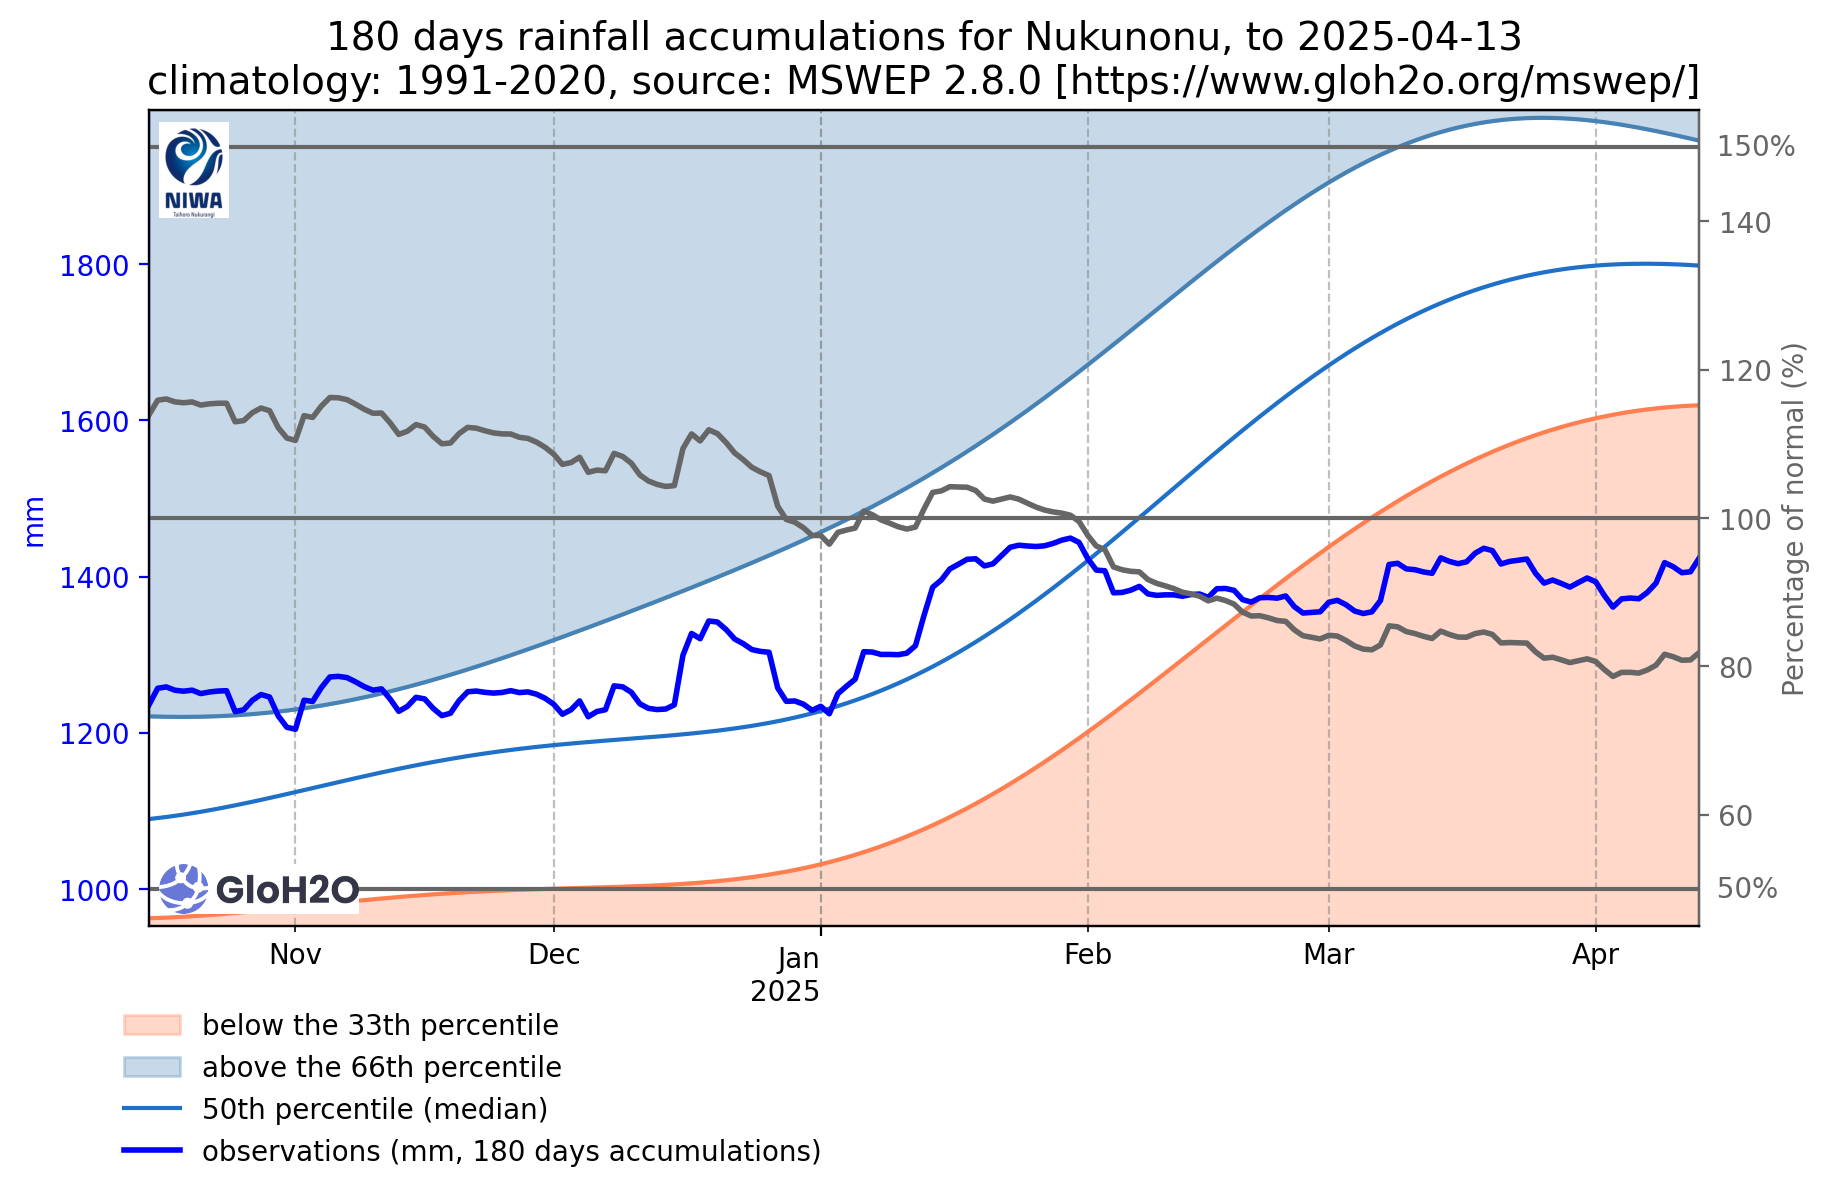 180 days rainfall accumulations for Nukunonu, to 2025-04-13
climatology: 1991-2020, source: MSWEP 2.8.0 [https://www.gloh2o.org/mswep/]
NIWA
Taihoro Nukurangi
150%
140
120
100
80
60
50%
Percentage of normal (%)
1800
1600
1400
1200
1000
mm
GloH2O
Nov
Dec
Jan
2025
Feb
Mar
Apr
below the 33th percentile
above the 66th percentile
50th percentile (median)
observations (mm, 180 days accumulations)